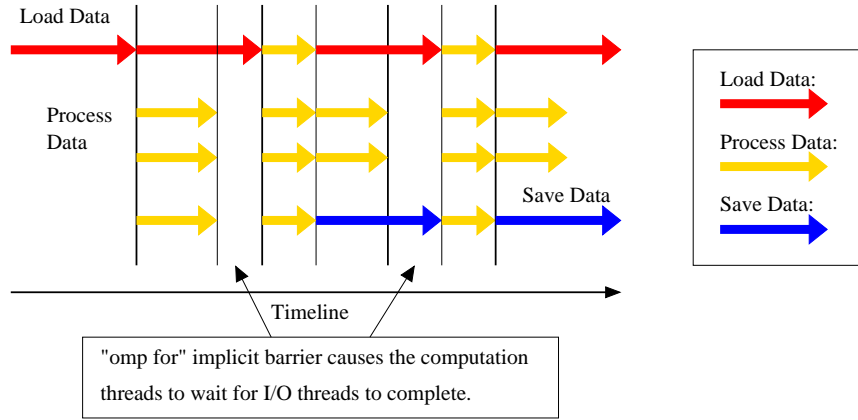 Load Data
Process
Data
Save Data
Timeline
"omp for" implicit barrier causes the computation
threads to wait for I/O threads to complete.
Load Data:
Process Data:
Save Data: